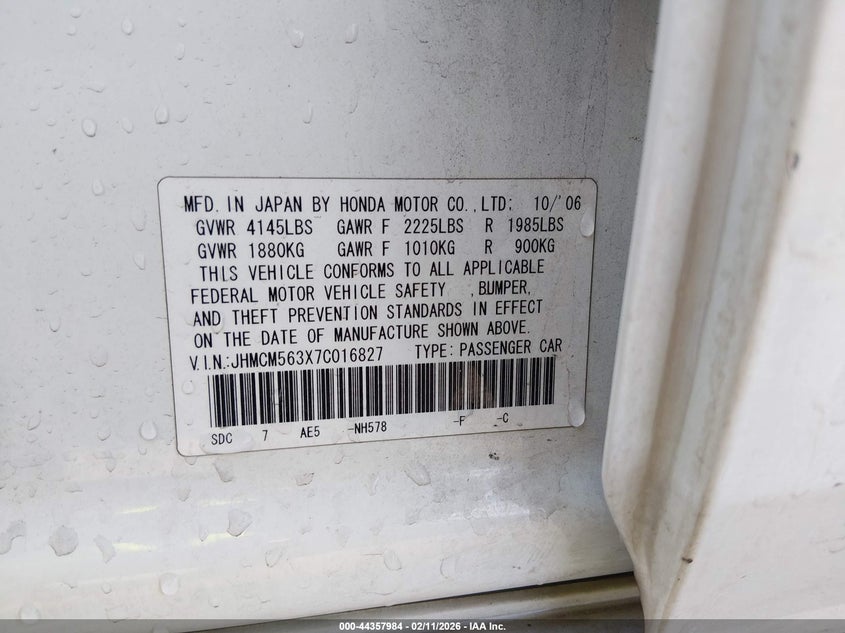 MFD. IN JAPAN BY HONDA MOTOR CO.,LTD: 10/'06
GVWR 4145LBS GAWR F 2225LBS R 1985LBS
GVWR 1880KG GAWR F 1010KG R 900KG
THIS VEHICLE CONFORMS TO ALL APPLICABLE
FEDERAL MOTOR VEHICLE SAFETY ,BUMPER,
AND THEFT PREVENTION STANDARDS IN EFFECT
ON THE DATE OF MANUFACTURE SHOWN ABOVE.
V.I.N.:JHMCM563X7C016827 TYPE: PASSENGER CAR
SDC 7 AE5 -NH578 -F -C
000-44357984 - 02/11/2026 - IAA Inc.